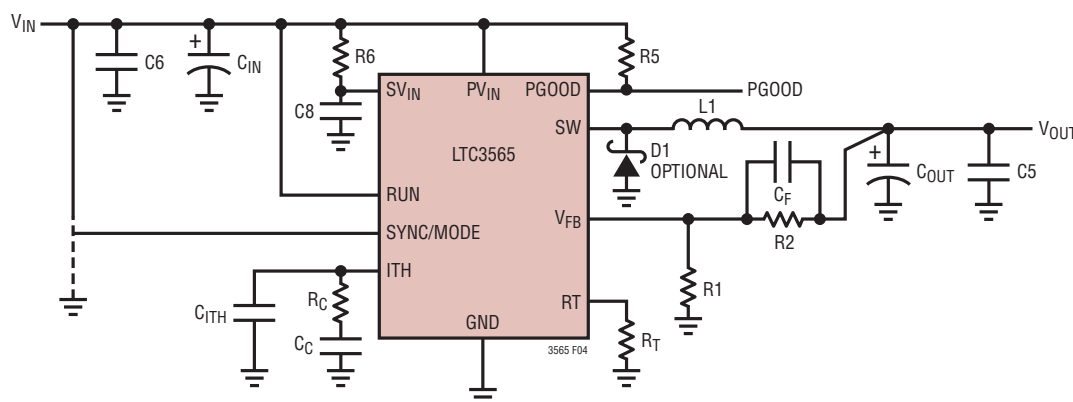 VIN
C6
+
CIN
R6
C8
R5
SVIN
PVIN
PGOOD
PGOOD
SW
L1
VOUT
LTC3565
D1
OPTIONAL
CF
+
COUT
C5
RUN
VFB
R2
SYNC/MODE
ITH
R1
CITH
RC
CC
RT
RT
GND
3565 F04